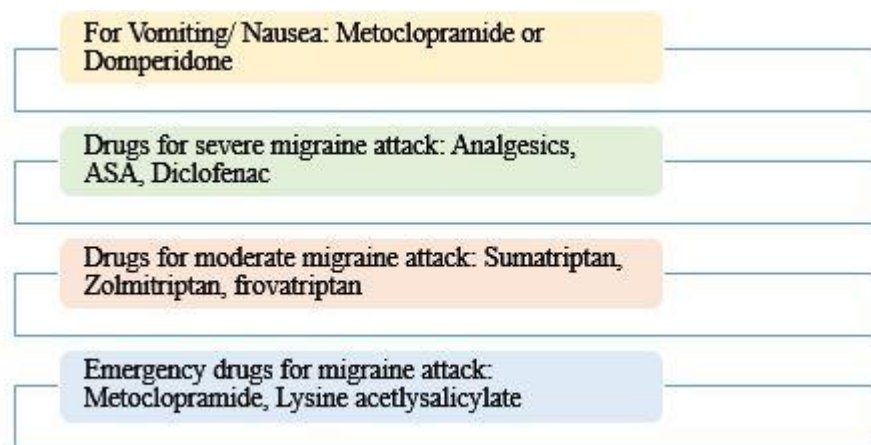 For Vomiting/ Nausea: Metoclopramide or
Domperidone
Drugs for severe migraine attack: Analgesics,
ASA, Diclofenac
Drugs for moderate migraine attack: Sumatriptan,
Zolmitriptan, frovatriptan
Emergency drugs for migraine attack:
Metoclopramide, Lysine acetlysalicylate